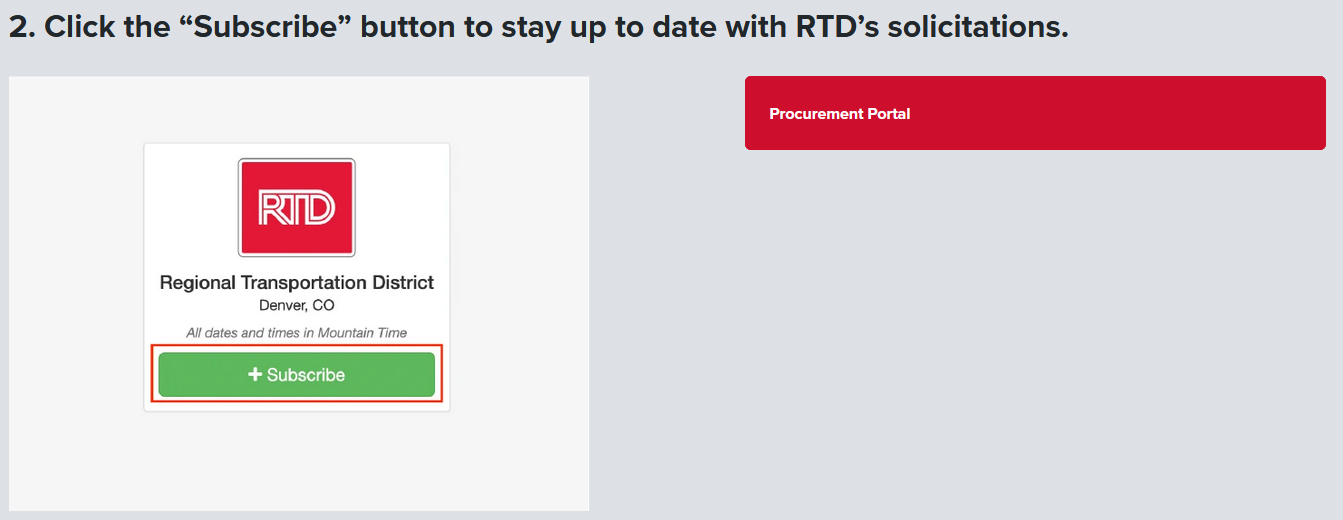 2. Click the “Subscribe” button to stay up to date with RTD’s solicitations.
RTD
Regional Transportation District
Denver, CO
All dates and times in Mountain Time
+ Subscribe
Procurement Portal